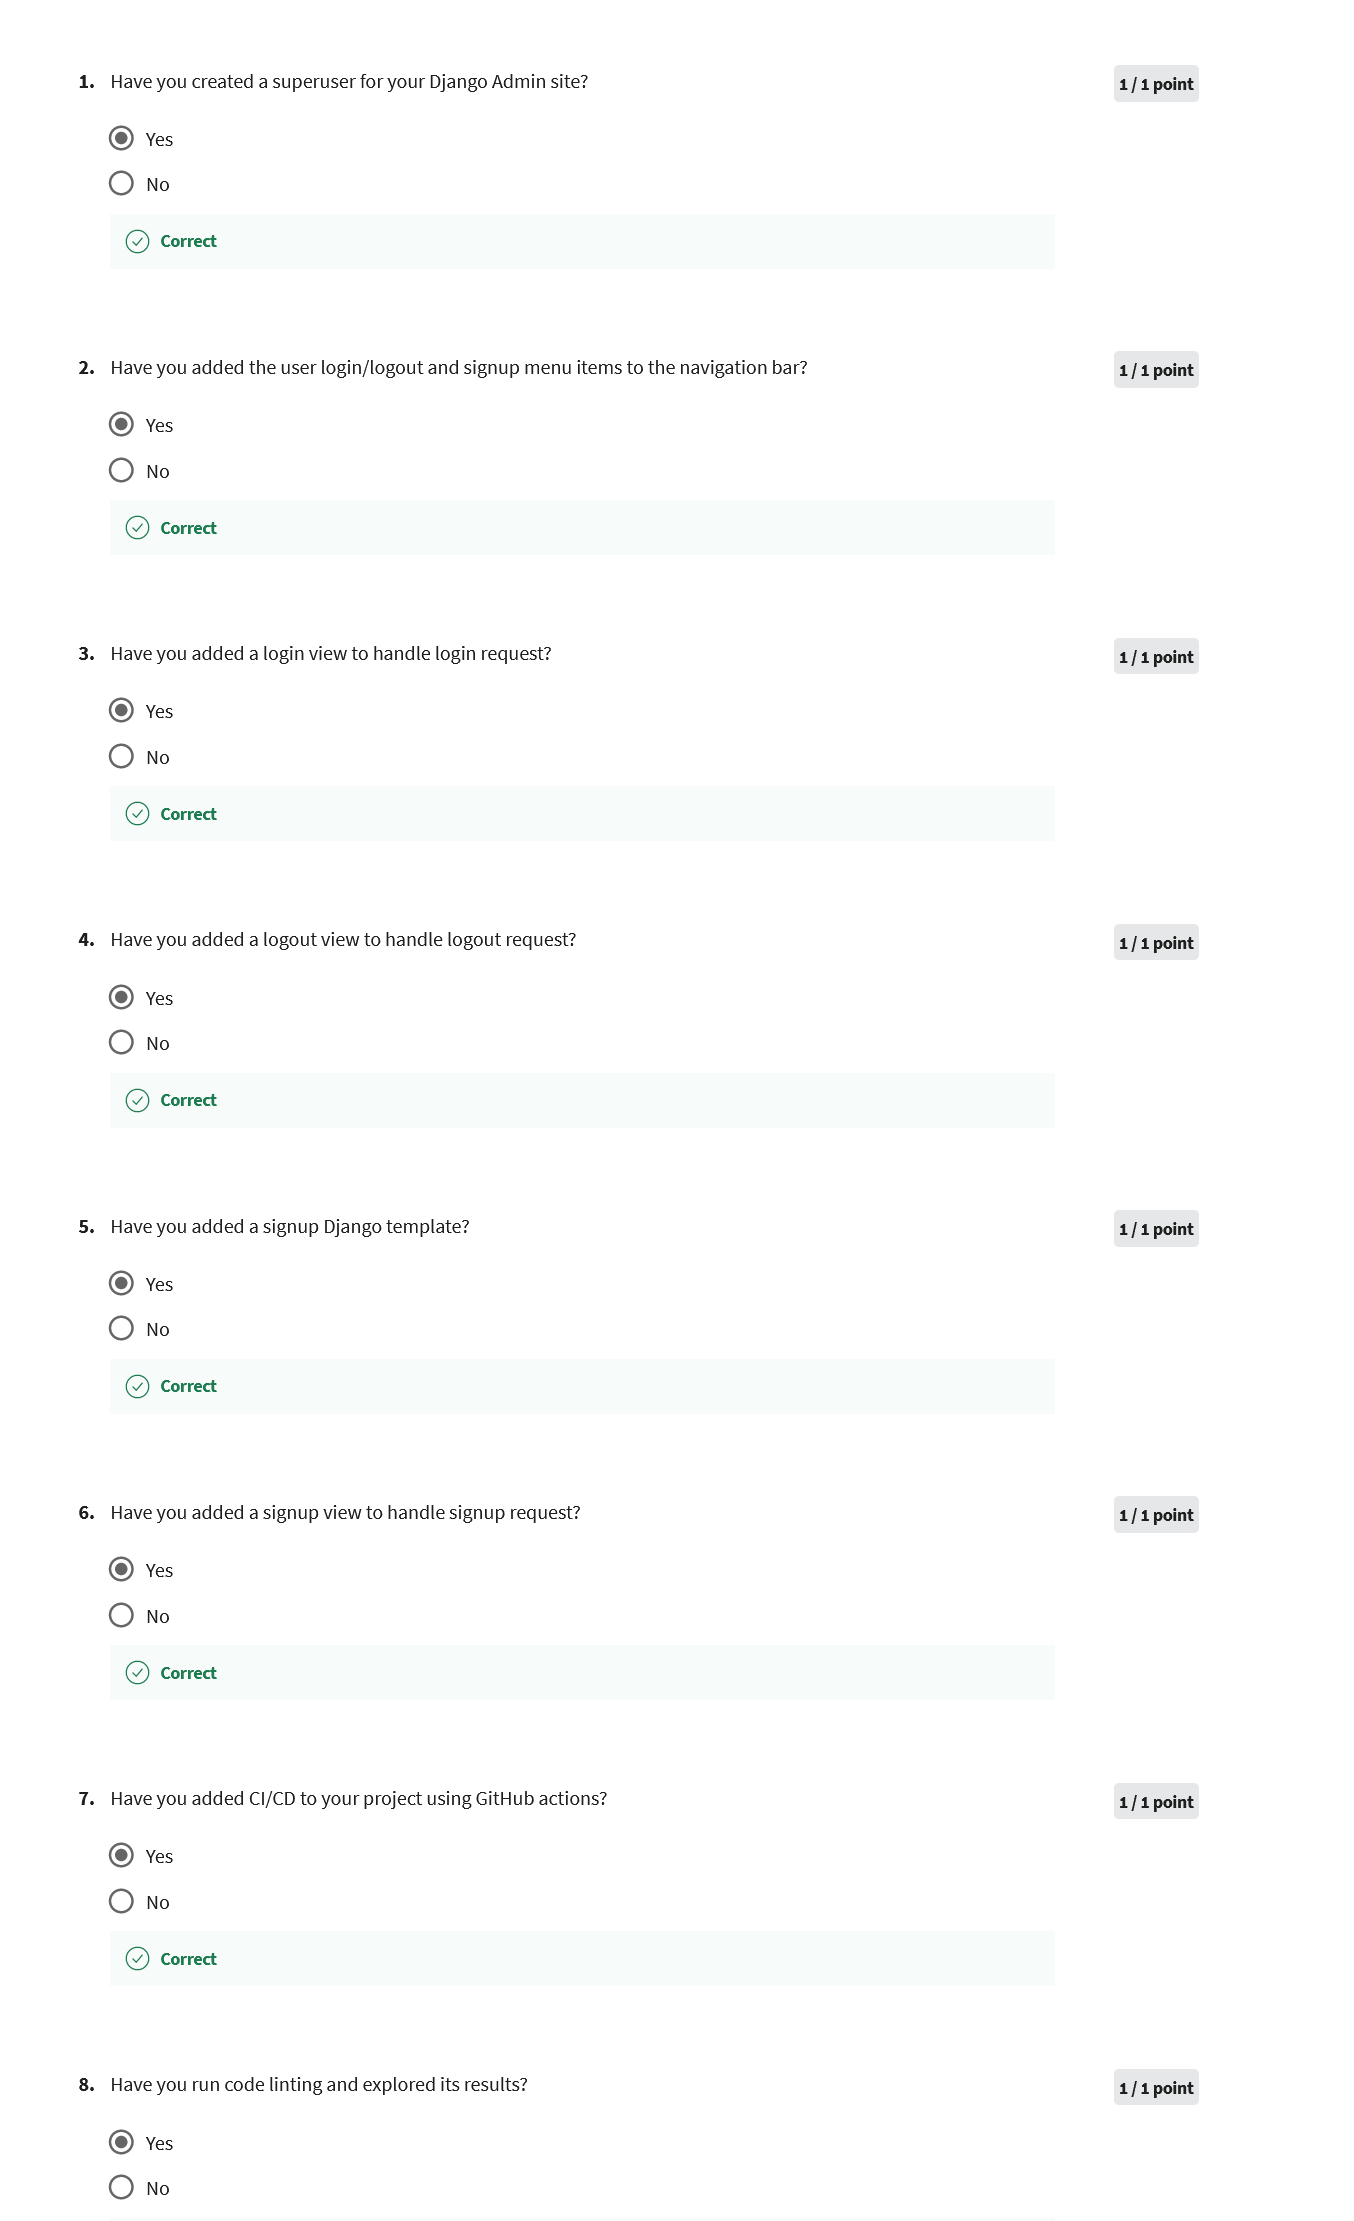 1. Have you created a superuser for your Django Admin site? 1 / 1 point
Yes
No
Correct
2. Have you added the user login/logout and signup menu items to the navigation bar? 1 / 1 point
Yes
No
Correct
3. Have you added a login view to handle login request? 1 / 1 point
Yes
No
Correct
4. Have you added a logout view to handle logout request? 1 / 1 point
Yes
No
Correct
5. Have you added a signup Django template? 1 / 1 point
Yes
No
Correct
6. Have you added a signup view to handle signup request? 1 / 1 point
Yes
No
Correct
7. Have you added CI/CD to your project using GitHub actions? 1 / 1 point
Yes
No
Correct
8. Have you run code linting and explored its results? 1 / 1 point
Yes
No